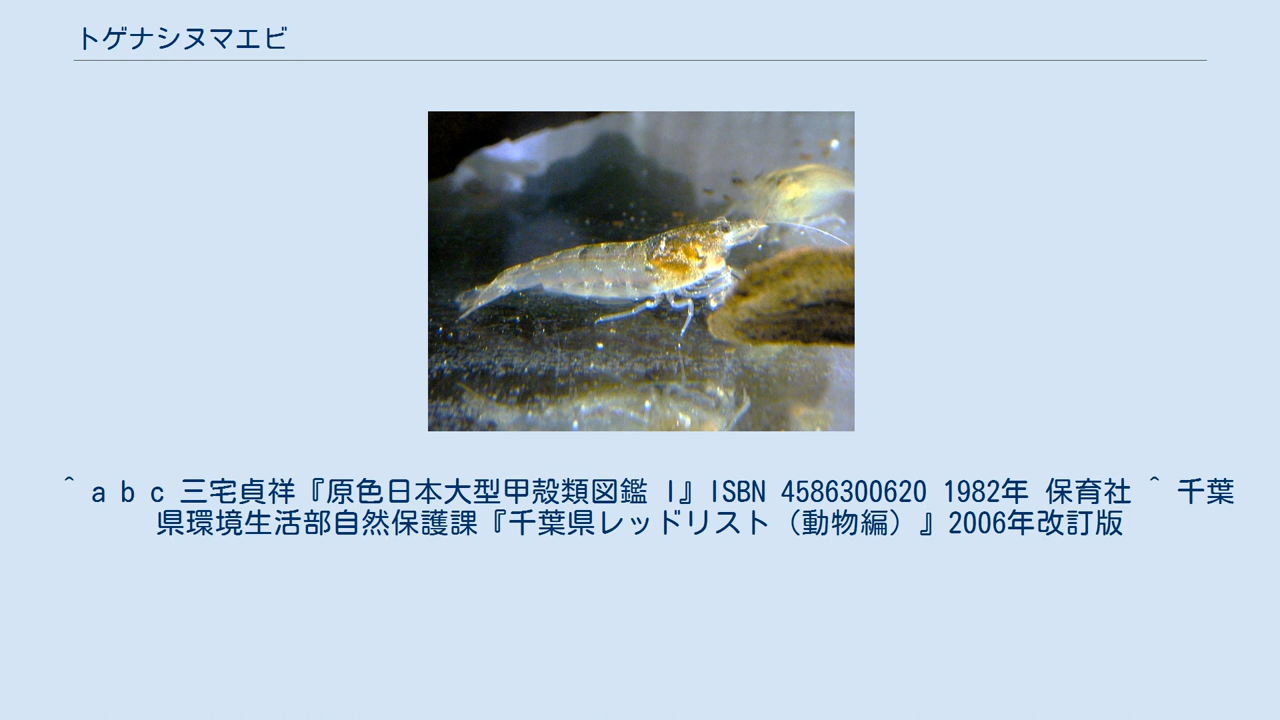 トゲナシヌマエビ
^ a b c 三宅貞祥『原色日本大型甲殻類図鑑 I』ISBN 4586300620 1982年 保育社 ^ 千葉
県環境生活部自然保護課『千葉県レッドリスト（動物編）』2006年改訂版